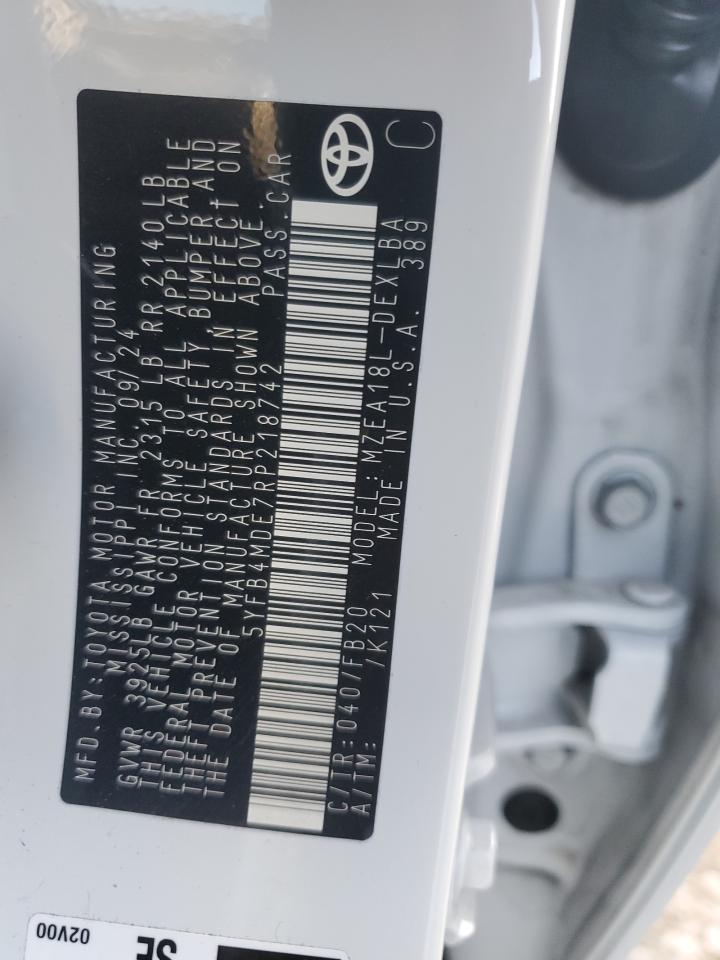 MFD.BY:TOYOTA MOTOR MANUFACTURING
MISSISSIPPI INC.09/24
GVWR 3925LB GAWR FR 2315 LB RR 2140LB
THIS VEHICLE CONFORMS TO ALL APPLICABLE
FEDERAL MOTOR VEHICLE SAFETY, BUMPER, AND
THEFT PREVENTION STANDARDS IN EFFECT ON
THE DATE OF MANUFACTURE SHOWN ABOVE.
5YFB4MDE7RP218742 PASS.CAR
C/TR:040/FB20 MODEL:MZEA18L-DEXLBA
A/TM: /K121 MADE IN U.S.A. 389
C
02V00
SE